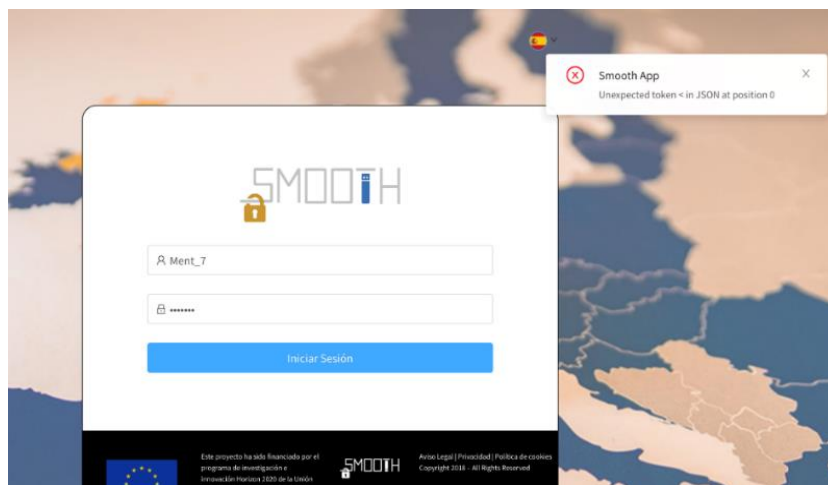 Smooth App
Unexpected token < in JSON at position 0
SMOOTH
Ment_7
Iniciar Sesión
Este proyecto ha sido financiado por el
programa de investigación e
Innovación Horizon 2020 de la Unión
SMOOTH
Aviso Legal | Privacidad | Política de cookies
Copyright 2018 - All Rights Reserved